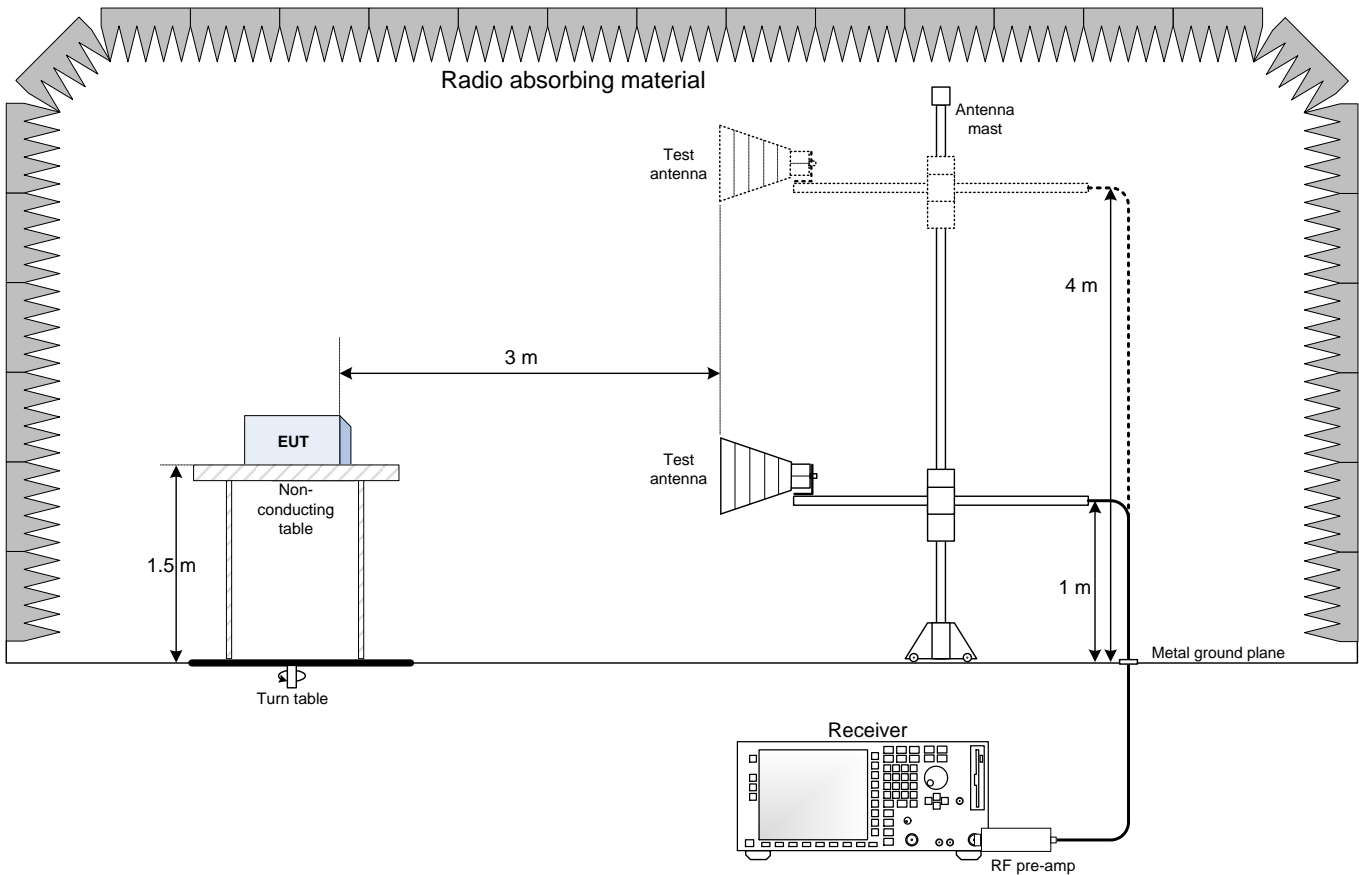 Radio absorbing material
Antenna
mast
Test
antenna
4 m
3 m
EUT
Test
antenna
Non-
conducting
table
1.5 m
1 m
Metal ground plane
Turn table
Receiver
RF pre-amp